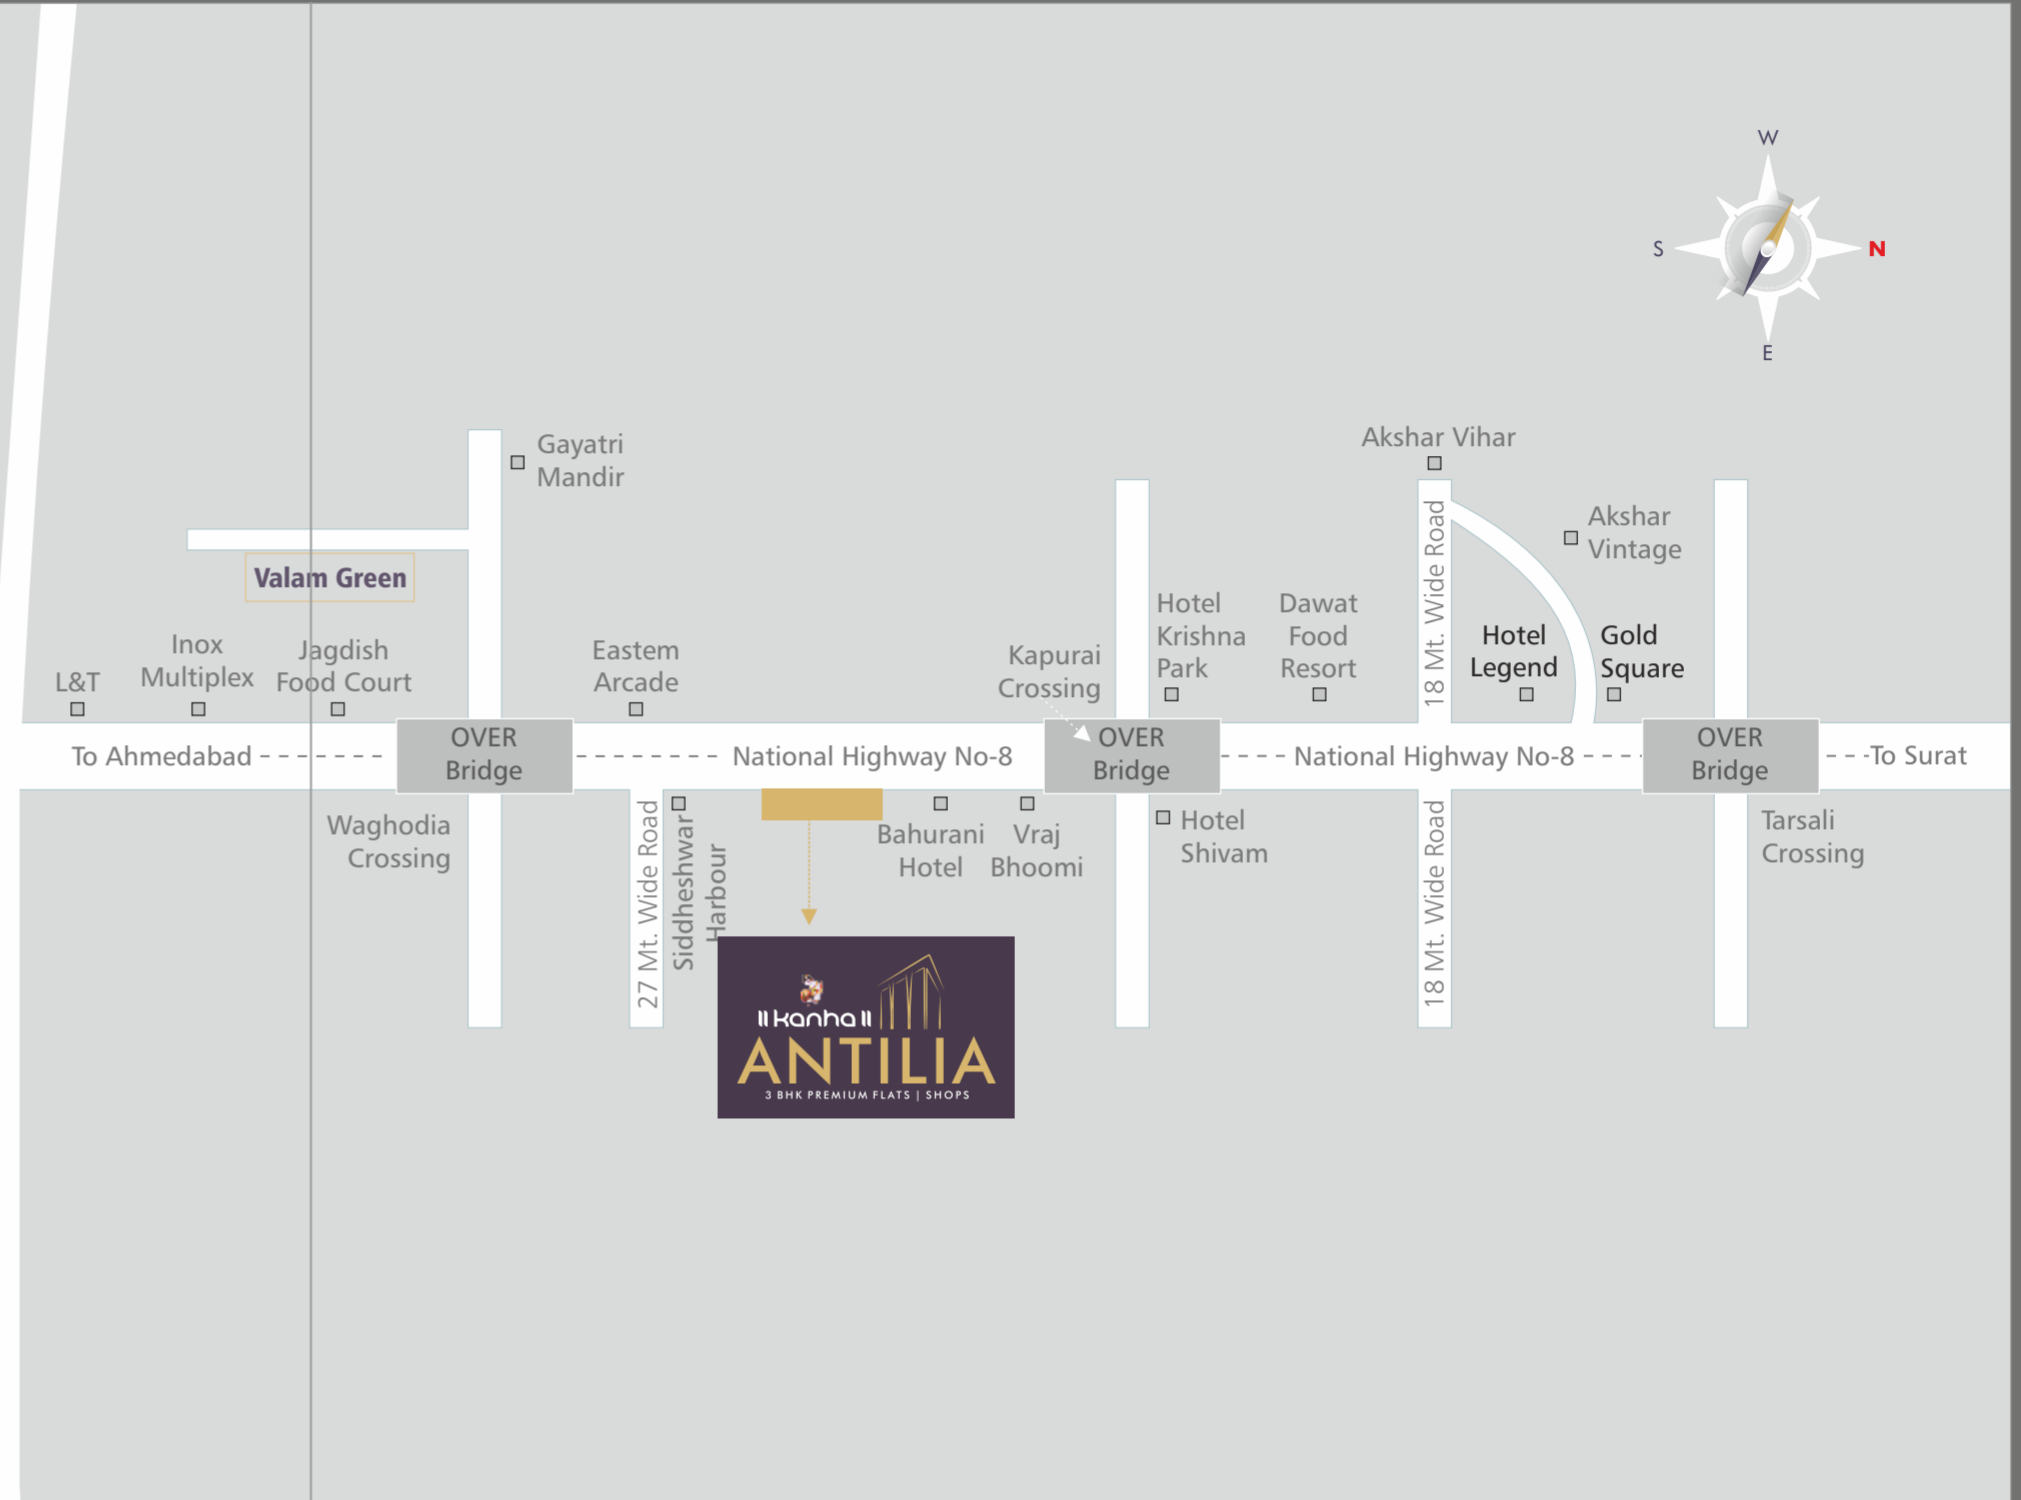 W
S
N
E
Gayatri
Mandir
Akshar Vihar
Akshar
Vintage
Valam Green
Hotel
Krishna
Park
Dawat
Food
Resort
18 Mt. Wide Road
Hotel
Legend
Gold
Square
L&T
Inox
Multiplex
Jagdish
Food Court
Eastem
Arcade
Kapurai
Crossing
To Ahmedabad
OVER
Bridge
National Highway No-8
OVER
Bridge
National Highway No-8
OVER
Bridge
To Surat
Waghodia
Crossing
27 Mt. Wide Road
Siddheshwar
Harbour
Bahurani
Hotel
Vraj
Bhoomi
Hotel
Shivam
18 Mt. Wide Road
Tarsali
Crossing
॥ kanha ॥
ANTILIA
3 BHK PREMIUM FLATS | SHOPS